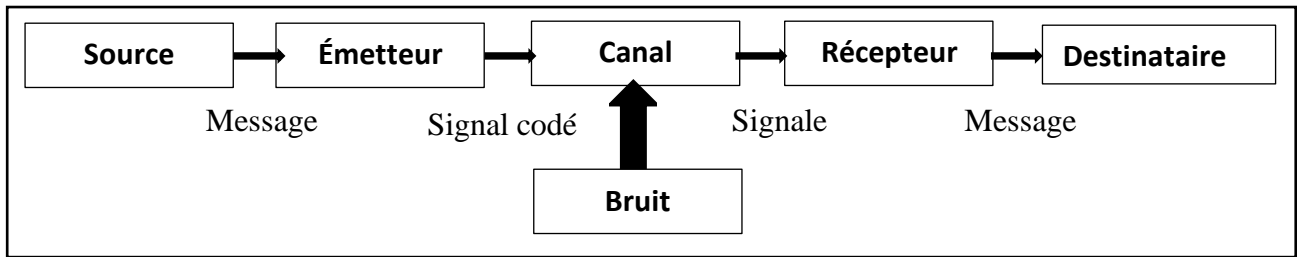 Source Émetteur Canal Récepteur Destinataire
Message Signal codé Signale Message
Bruit